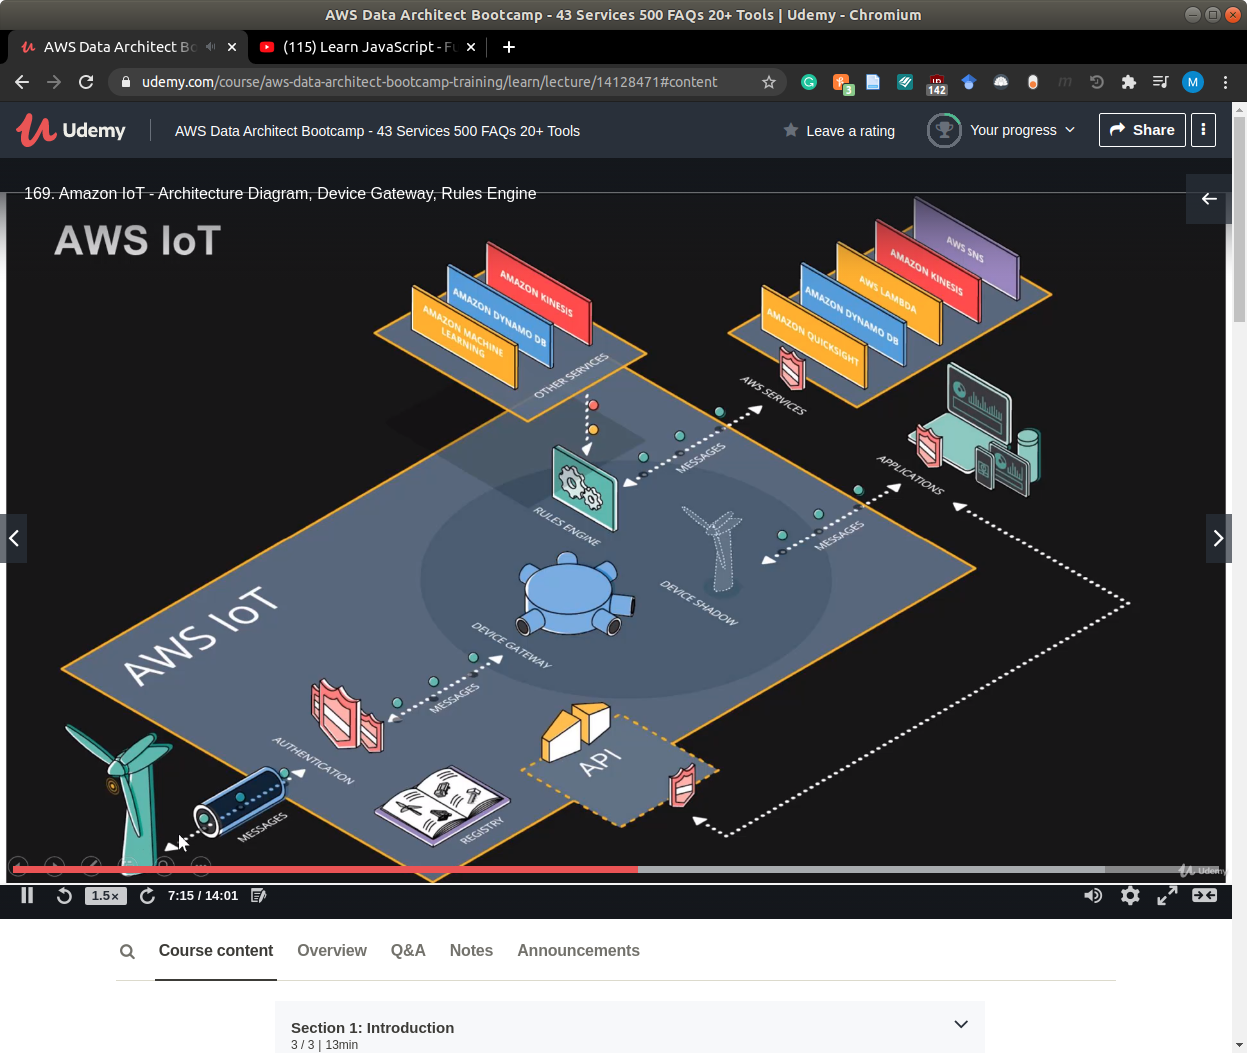 AWS Data Architect Bootcamp - 43 Services 500 FAQs 20+ Tools | Udemy - Chromium
AWS Data Architect Bo
(115) Learn JavaScript - Fu
udemy.com/course/aws-data-architect-bootcamp-training/learn/lecture/14128471#content
3
142
M
Udemy
AWS Data Architect Bootcamp - 43 Services 500 FAQs 20+ Tools
Leave a rating
Your progress
Share
169. Amazon IoT - Architecture Diagram, Device Gateway, Rules Engine
AWS IoT
AMAZON KINESIS
AMAZON DYNAMO DB
AMAZON MACHINE
LEARNING
OTHER SERVICES
AWS SNS
AMAZON KINESIS
AWS LAMBDA
AMAZON DYNAMO DB
AMAZON QUICKSIGHT
AWS SERVICES
MESSAGES
APPLICATIONS
MESSAGES
RULES ENGINE
DEVICE SHADOW
DEVICE GATEWAY
AWS IoT
MESSAGES
AUTHENTICATION
API
MESSAGES
REGISTRY
Udemy
1.5×
7:15 / 14:01
Course content
Overview
Q&A
Notes
Announcements
Section 1: Introduction
3 / 3 | 13min